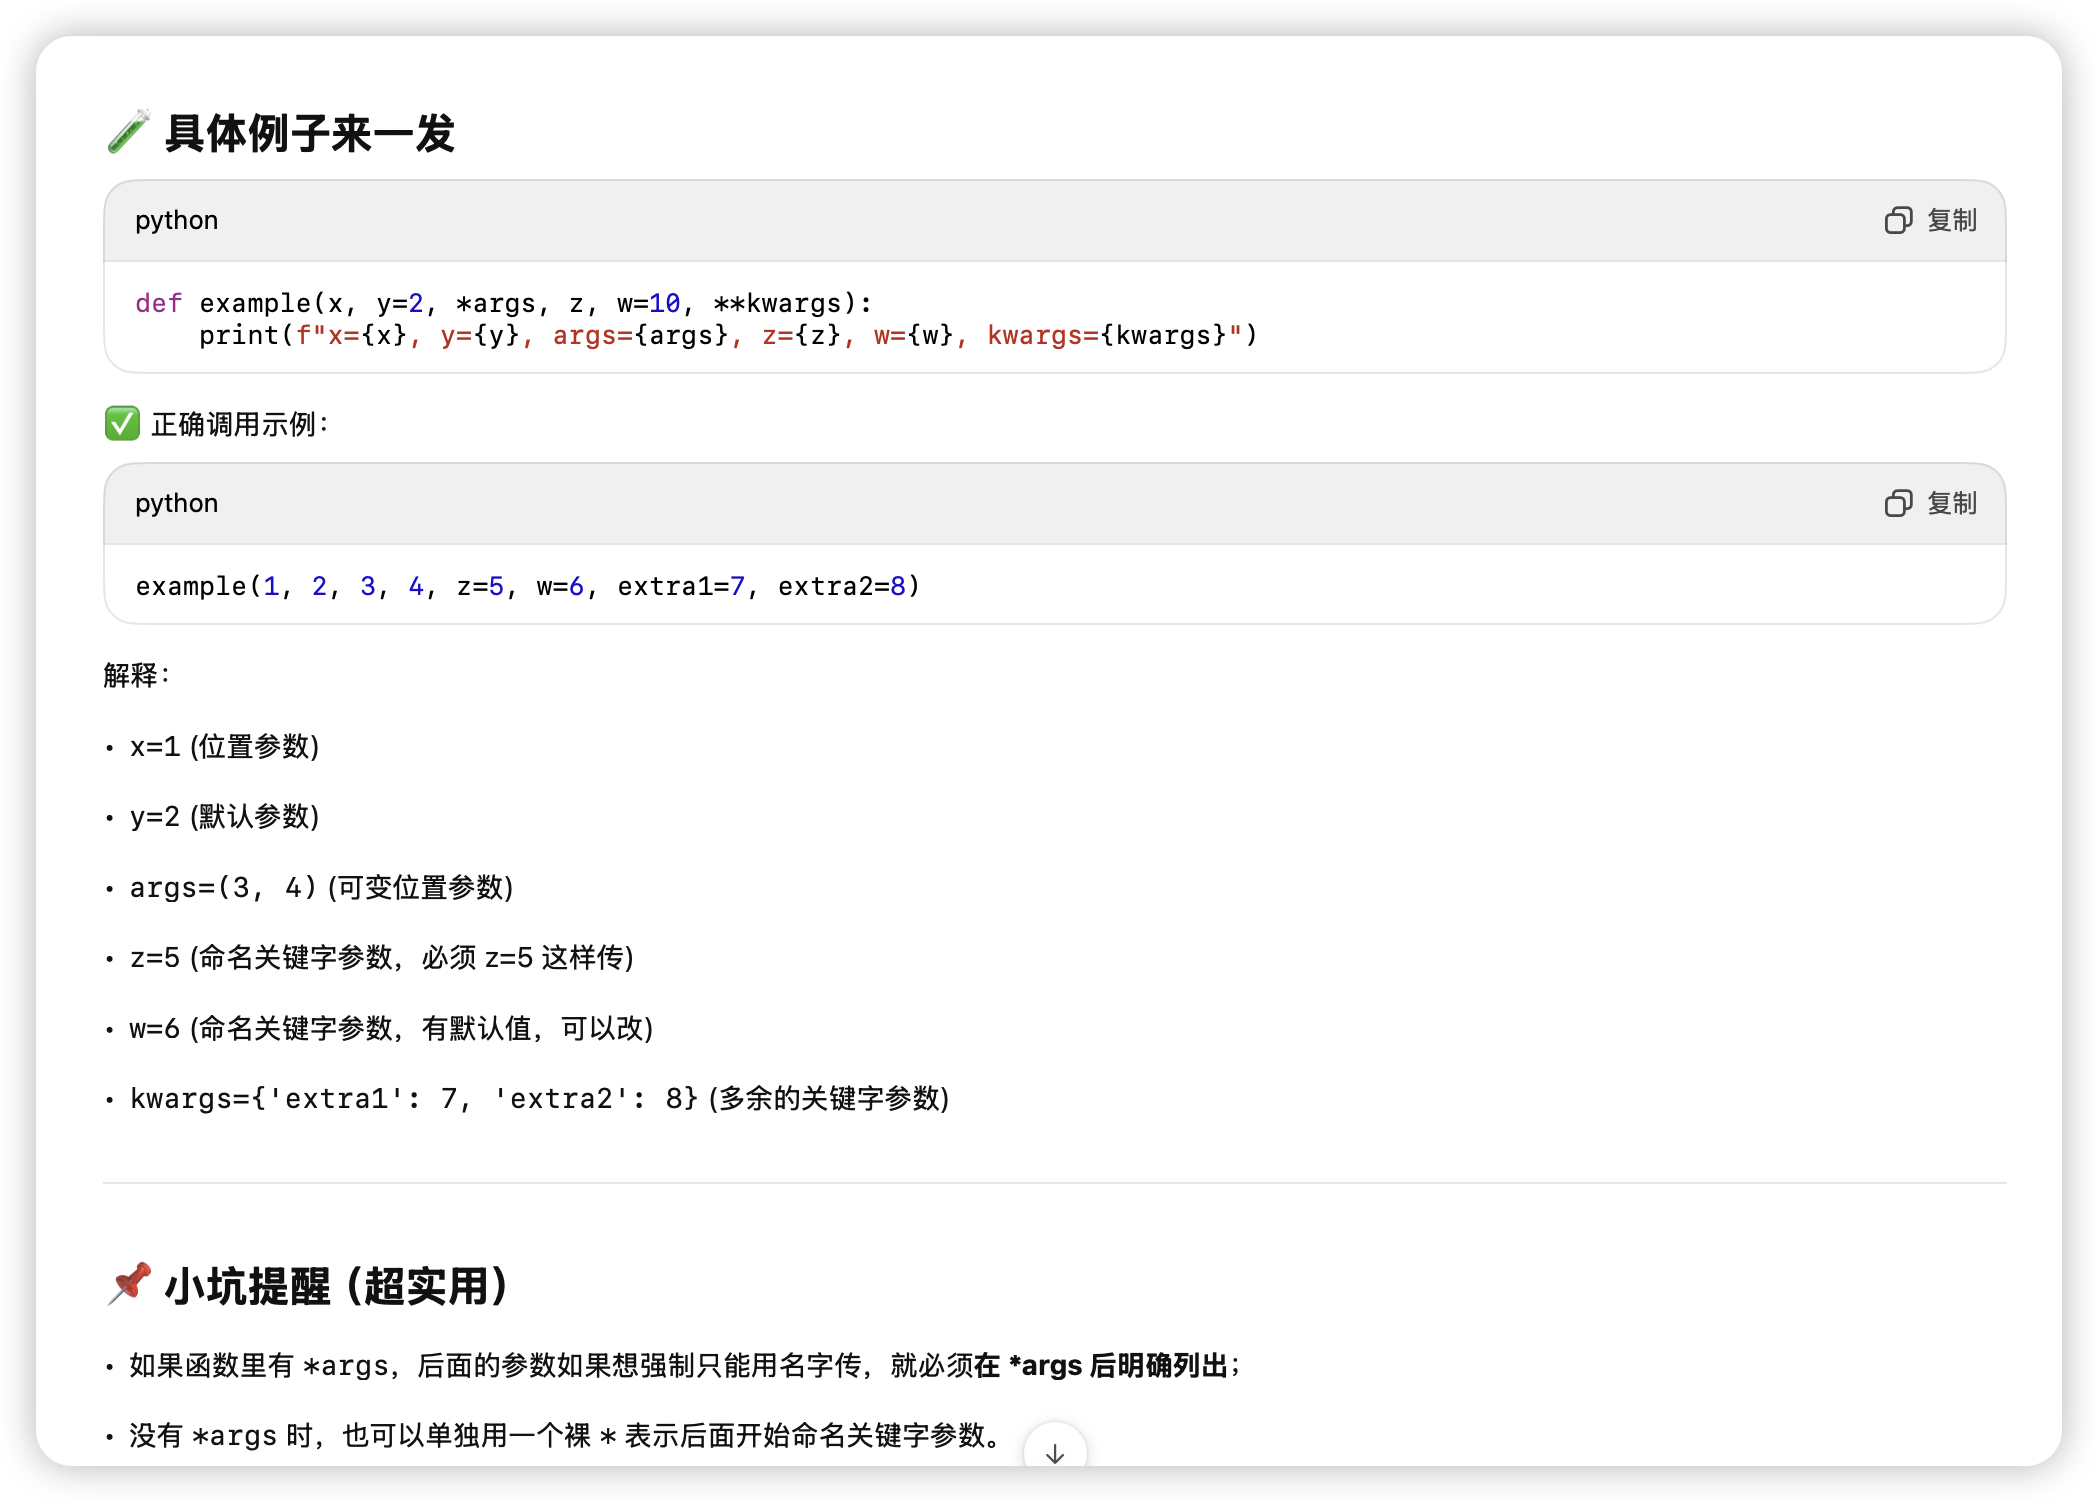 🧪 具体例子来一发
python
复制
def example(x, y=2, *args, z, w=10, **kwargs):
    print(f"x={x}, y={y}, args={args}, z={z}, w={w}, kwargs={kwargs}")
✅ 正确调用示例：
python
复制
example(1, 2, 3, 4, z=5, w=6, extra1=7, extra2=8)
解释：
• x=1 (位置参数)
• y=2 (默认参数)
• args=(3, 4) (可变位置参数)
• z=5 (命名关键字参数，必须 z=5 这样传)
• w=6 (命名关键字参数，有默认值，可以改)
• kwargs={'extra1': 7, 'extra2': 8} (多余的关键字参数)
📌 小坑提醒（超实用）
• 如果函数里有 *args，后面的参数如果想强制只能用名字传，就必须在 *args 后明确列出；
• 没有 *args 时，也可以单独用一个裸 * 表示后面开始命名关键字参数。